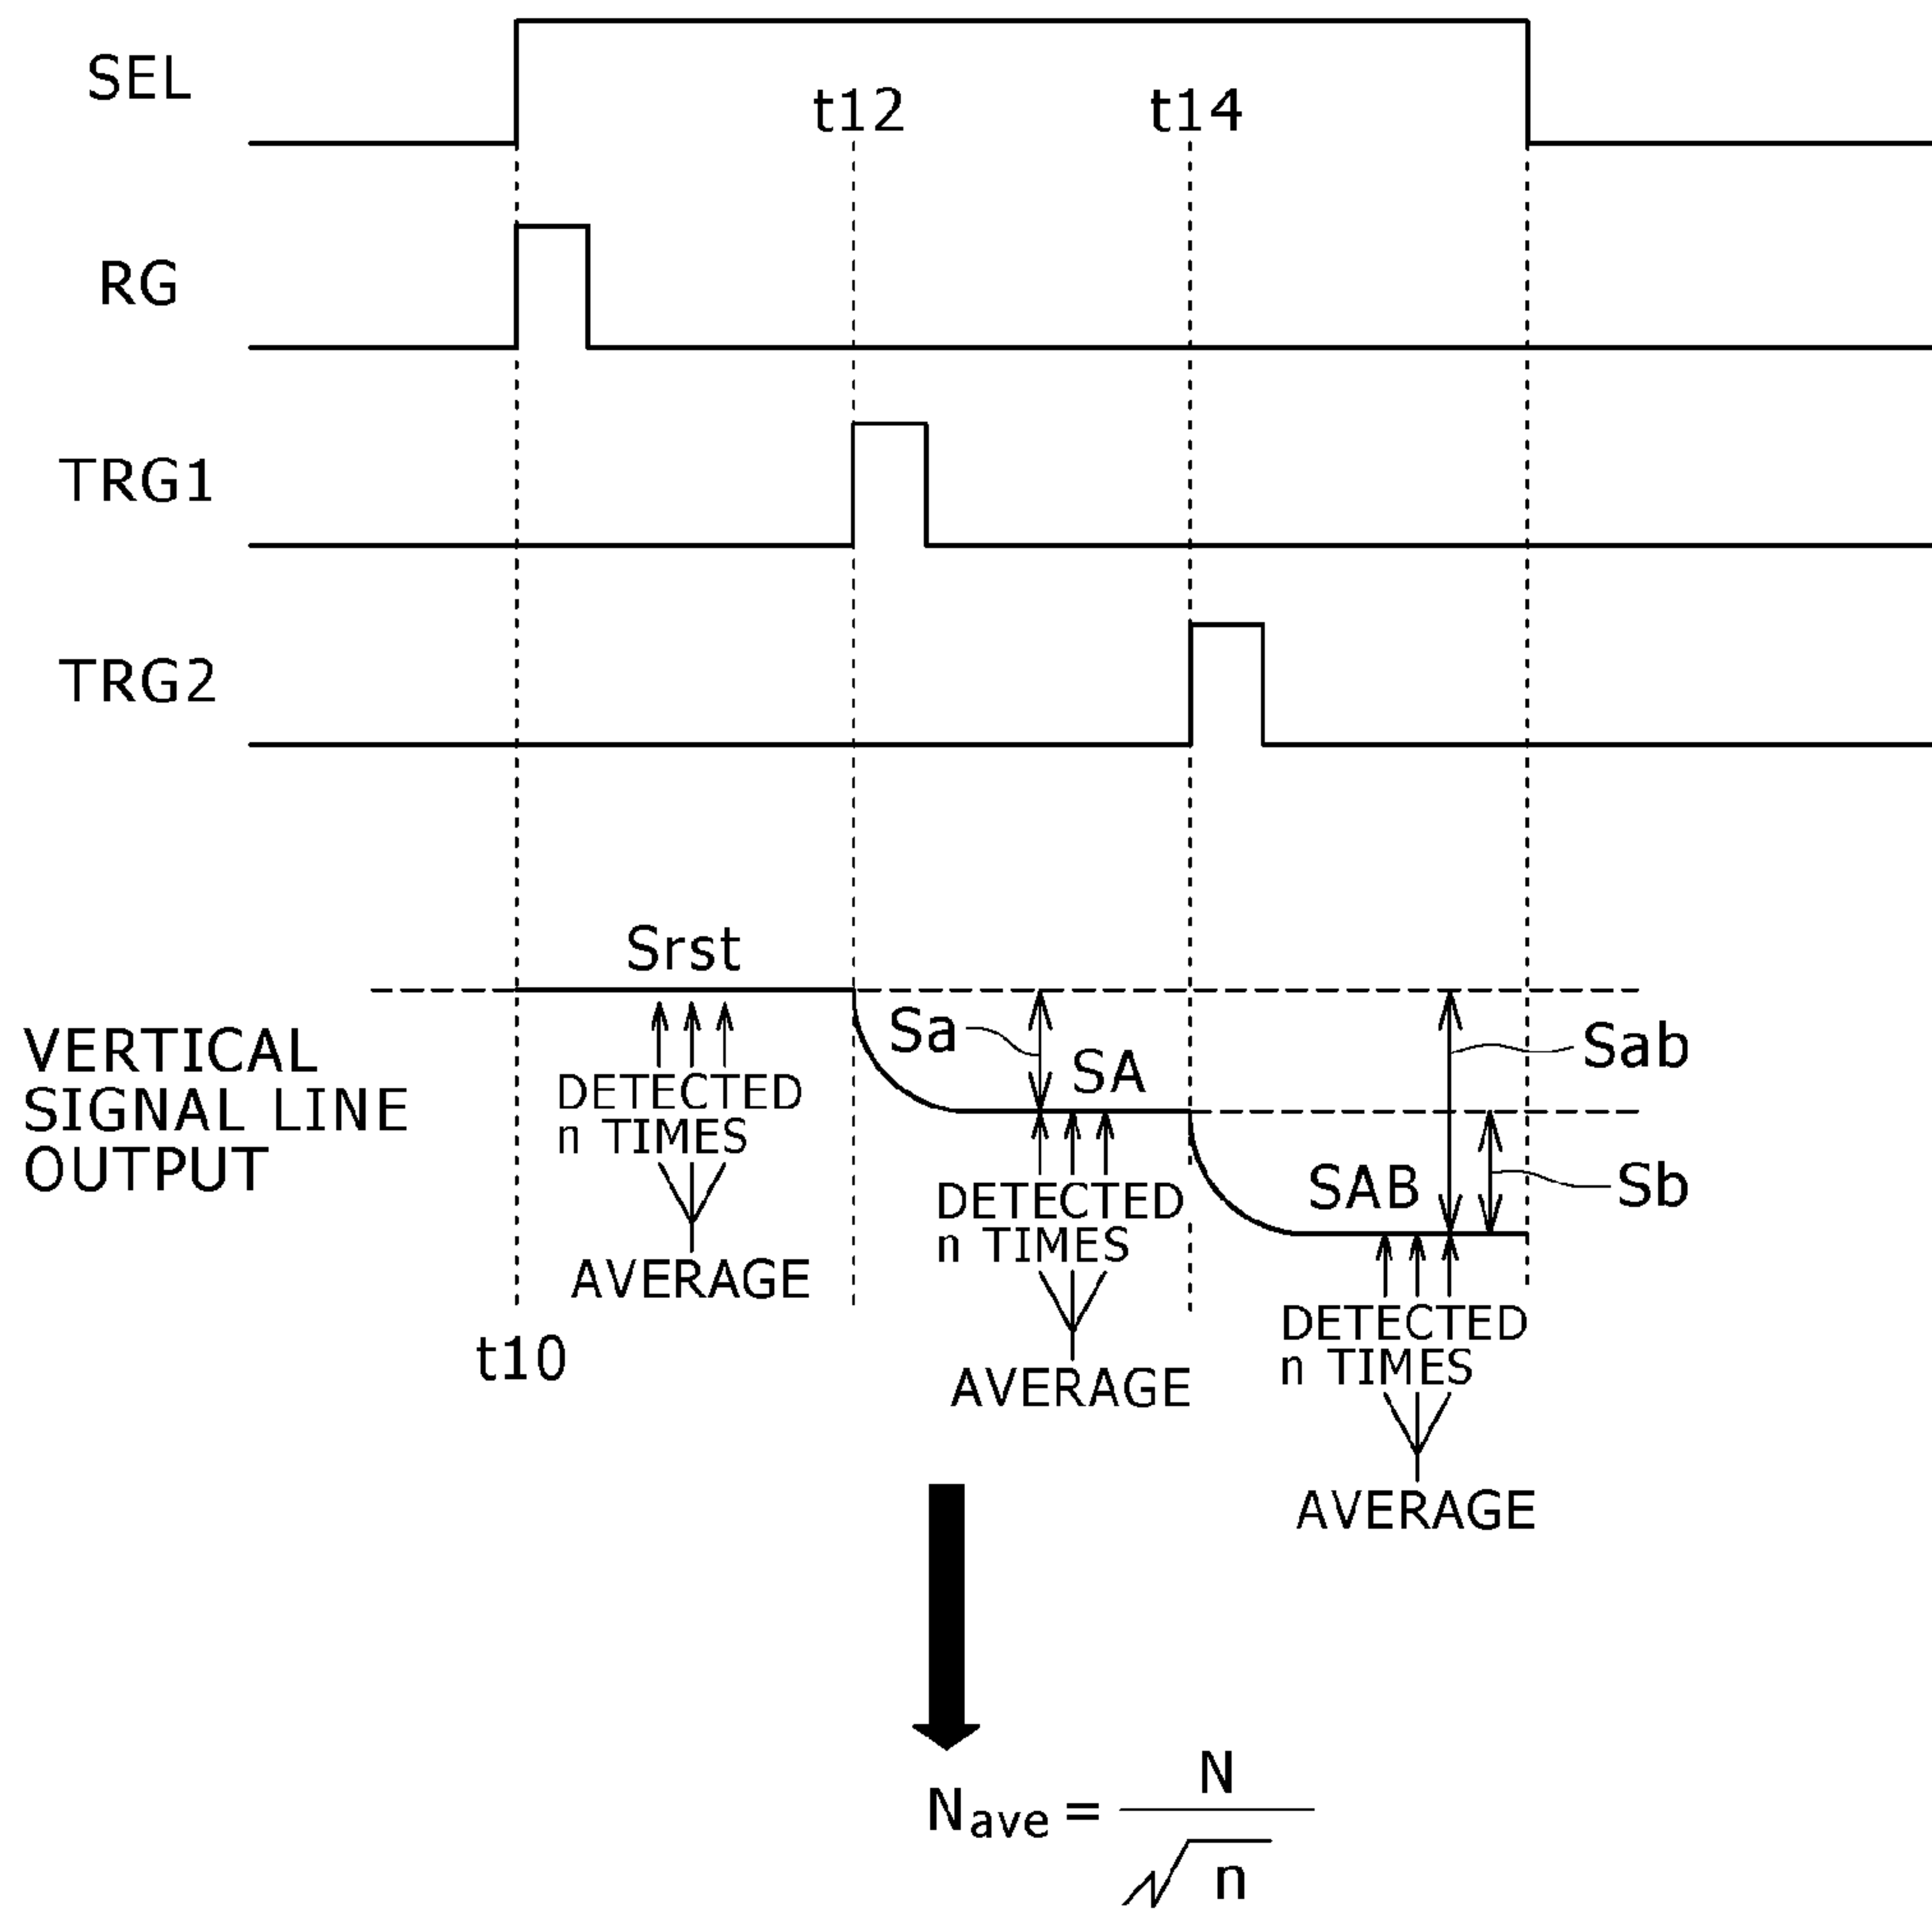 SEL
t12
t14
RG
TRG1
TRG2
Srst
VERTICAL
SIGNAL LINE
OUTPUT
DETECTED
n TIMES
AVERAGE
Sa
SA
Sab
DETECTED
n TIMES
AVERAGE
SAB
Sb
DETECTED
n TIMES
AVERAGE
t10
Nave = N / √n